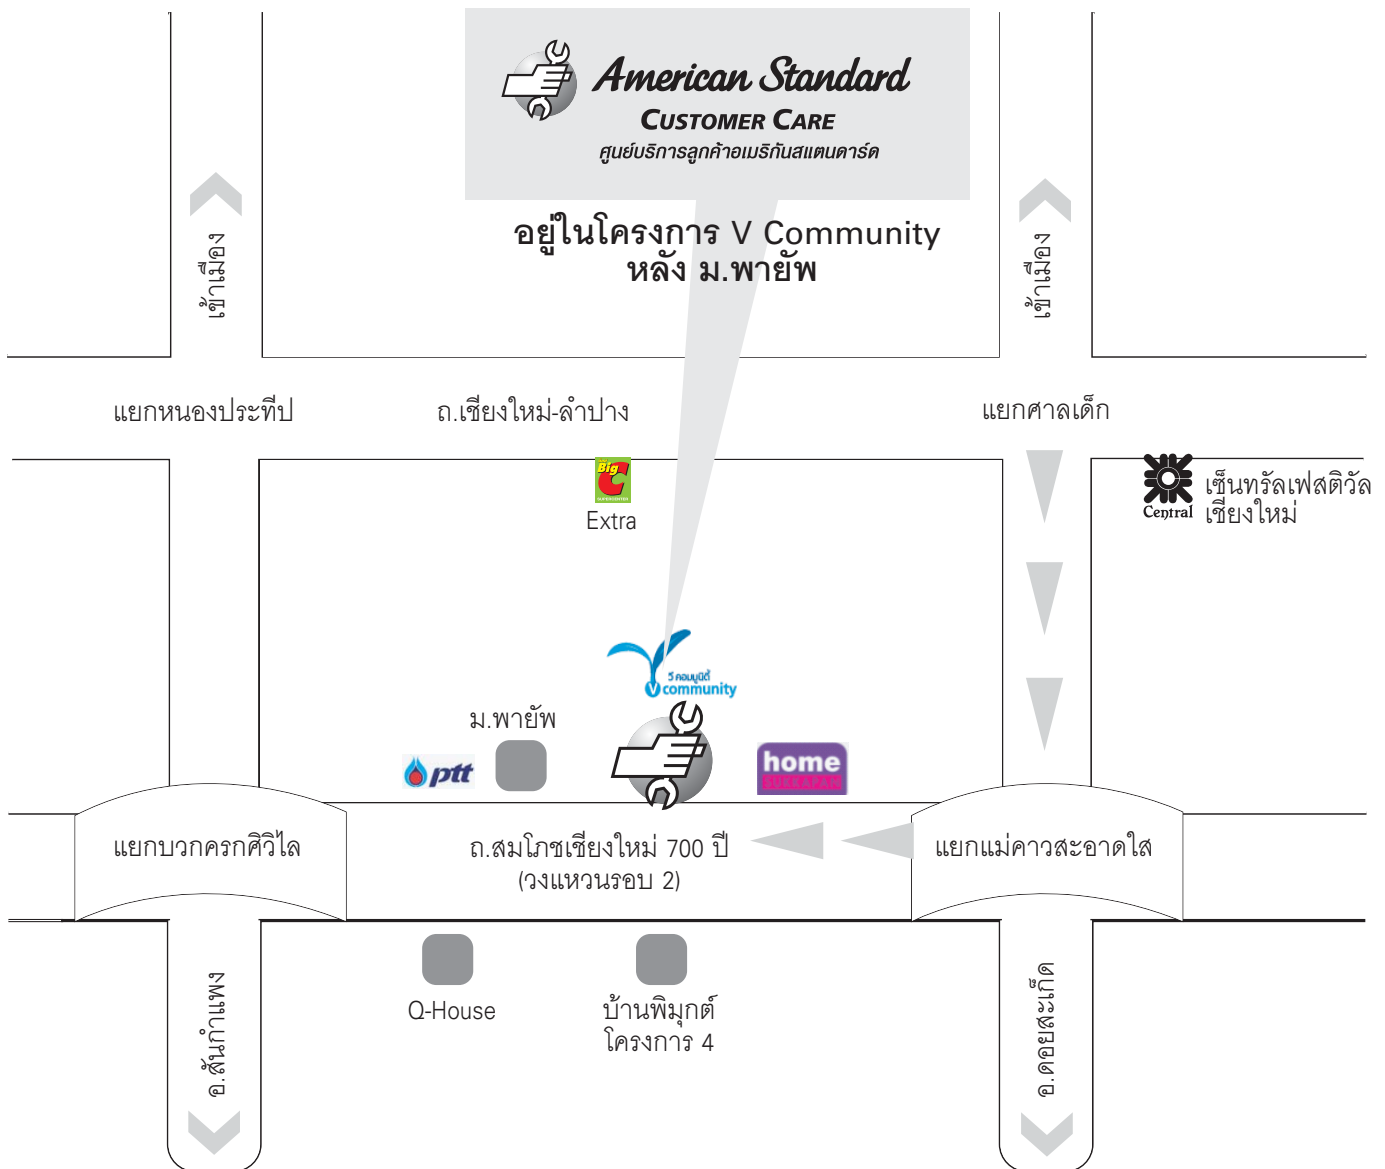 American Standard
CUSTOMER CARE
ศูนย์บริการลูกค้าอเมริกันสแตนดาร์ด
อยู่ในโครงการ V Community
หลัง ม.พายัพ
เข้าเมือง
เข้าเมือง
แยกหนองประทีป
ถ.เชียงใหม่-ลำปาง
แยกศาลเด็ก
Big
C
SUPERCENTER
Extra
Central
เซ็นทรัลเฟสติวัล
เชียงใหม่
วี คอมมูนิตี้
V community
ม.พายัพ
ptt
home
SUKKAPAN
แยกบวกครกศิวิไล
ถ.สมโภชเชียงใหม่ 700 ปี
(วงแหวนรอบ 2)
แยกแม่คาวสะอาดใส
Q-House
บ้านพิมุกต์
โครงการ 4
อ.สันกำแพง
อ.ดอยสะเก็ด